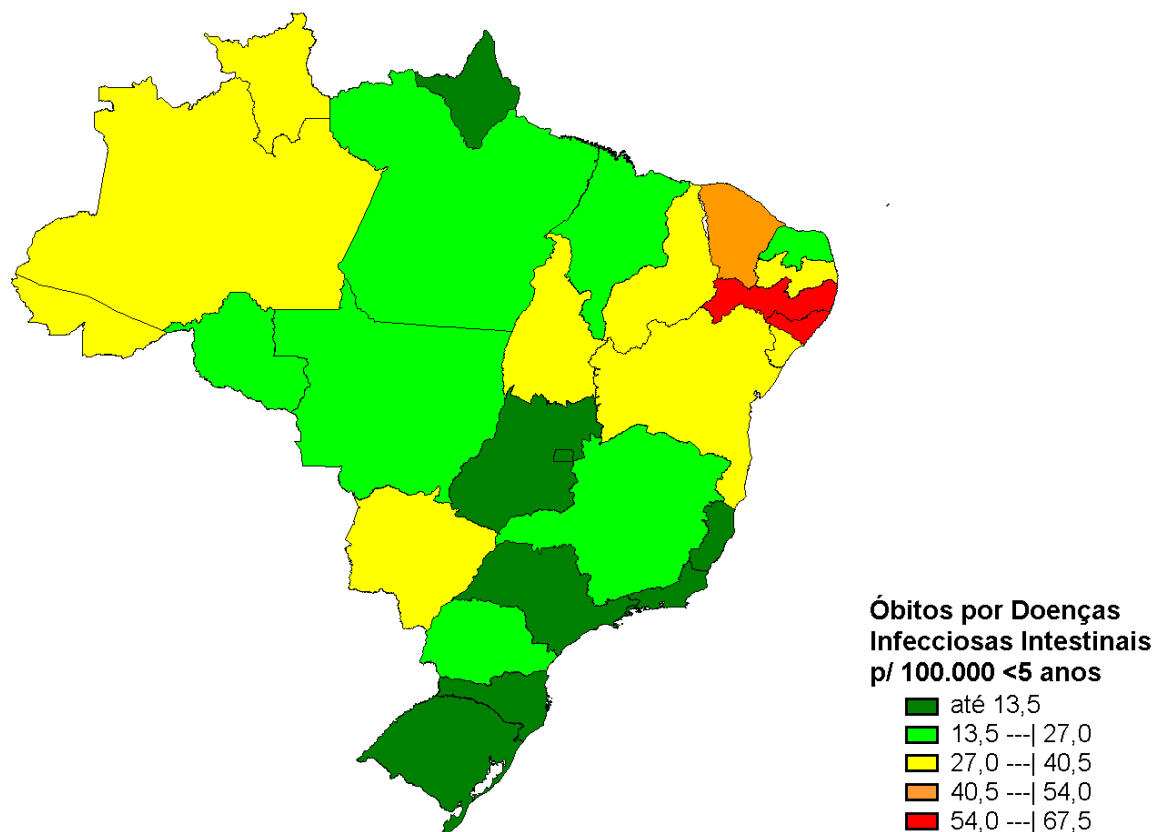 Óbitos por Doenças
Infecciosas Intestinais
p/ 100.000 <5 anos
até 13,5
13,5 ---| 27,0
27,0 ---| 40,5
40,5 ---| 54,0
54,0 ---| 67,5